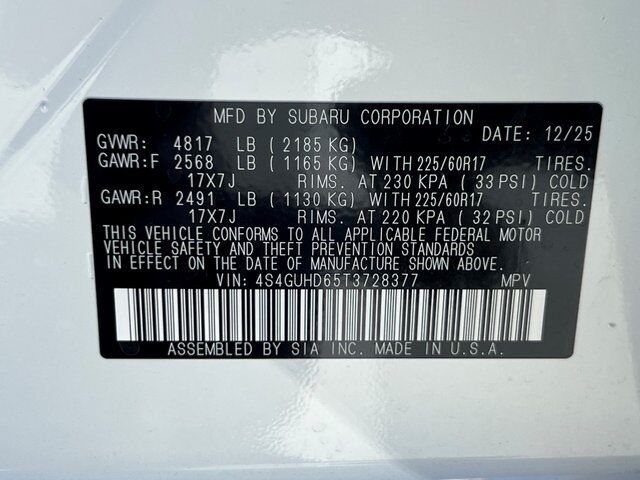 MFD BY SUBARU CORPORATION
DATE: 12/25
GVWR: 4817 LB (2185 KG)
GAWR:F 2568 LB (1165 KG) WITH 225/60R17 TIRES.
17X7J RIMS. AT 230 KPA (33 PSI) COLD
GAWR:R 2491 LB (1130 KG) WITH 225/60R17 TIRES.
17X7J RIMS. AT 220 KPA (32 PSI) COLD
THIS VEHICLE CONFORMS TO ALL APPLICABLE FEDERAL MOTOR
VEHICLE SAFETY AND THEFT PREVENTION STANDARDS
IN EFFECT ON THE DATE OF MANUFACTURE SHOWN ABOVE.
VIN: 4S4GUHD65T3728377 MPV
ASSEMBLED BY SIA INC. MADE IN U.S.A.